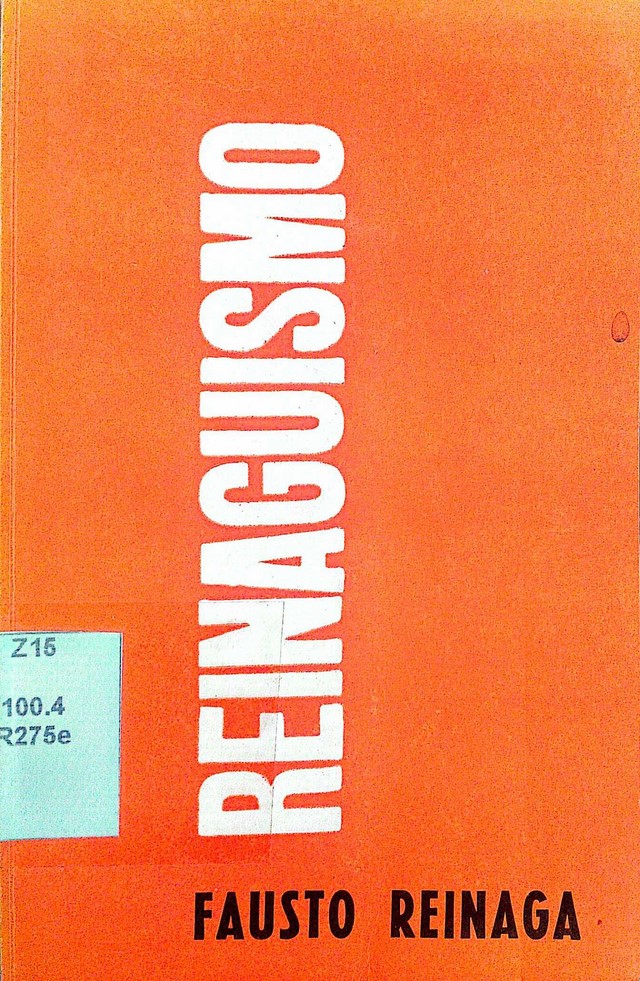 REINAGUISMO
Z15
100.4
R275e
FAUSTO REINAGA